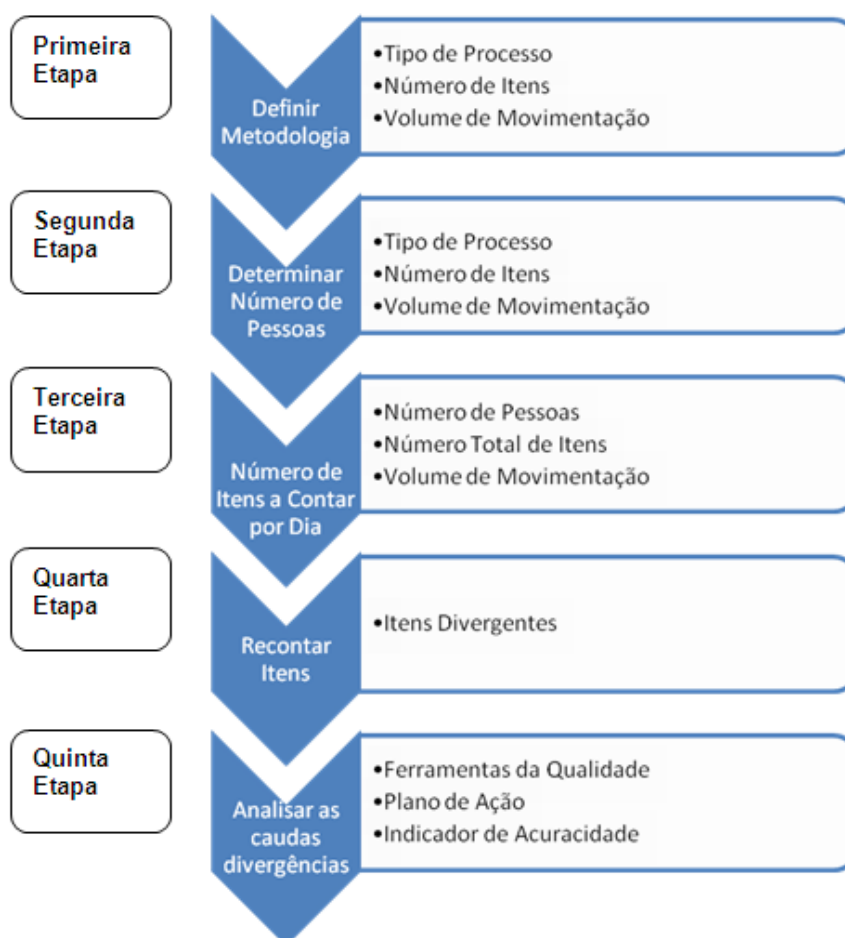 Primeira
Etapa
Definir
Metodologia
•Tipo de Processo
•Número de Itens
•Volume de Movimentação
Segunda
Etapa
Determinar
Número de
Pessoas
•Tipo de Processo
•Número de Itens
•Volume de Movimentação
Terceira
Etapa
Número de
Itens a Contar
por Dia
•Número de Pessoas
•Número Total de Itens
•Volume de Movimentação
Quarta
Etapa
Recontar
Itens
•Itens Divergentes
Quinta
Etapa
Analisar as
caudas
divergências
•Ferramentas da Qualidade
•Plano de Ação
•Indicador de Acuracidade